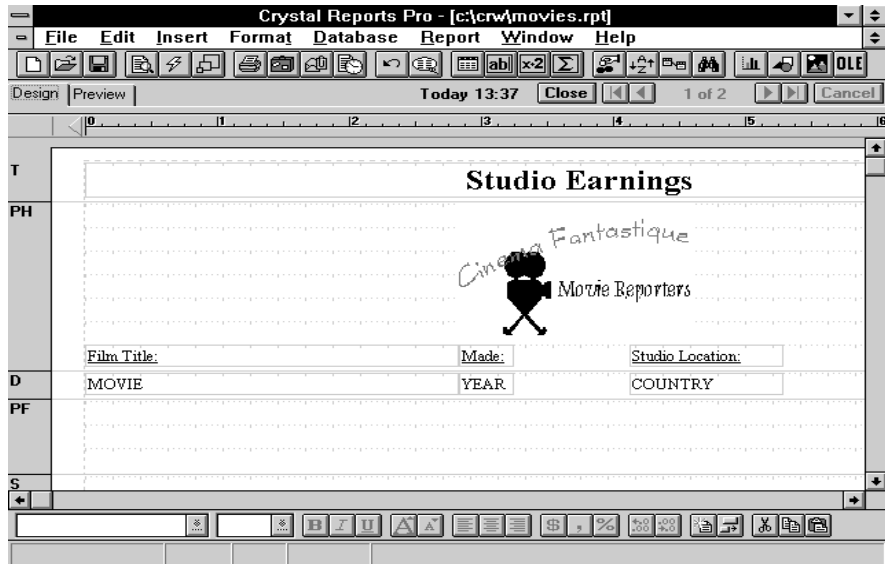 Crystal Reports Pro - [c:\crw\movies.rpt]
File Edit Insert Format Database Report Window Help
ab x+2 Σ OLE
Design Preview Today 13:37 Close 1 of 2 Cancel
0 1 2 3 4 5 6
T Studio Earnings
PH
Cinema Fantastique
Movie Reporters
Film Title: Made: Studio Location:
D MOVIE YEAR COUNTRY
PF
S
B I U A A $ , %